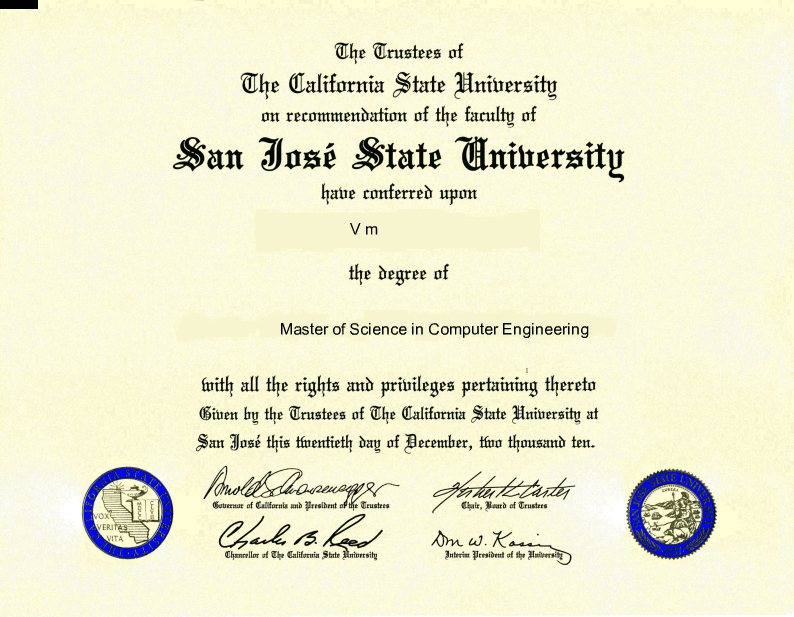 The Trustees of
The California State University
on recommendation of the faculty of
San José State University
have conferred upon
V m
the degree of
Master of Science in Computer Engineering
with all the rights and privileges pertaining thereto
Given by the Trustees of The California State University at
San José this twentieth day of December, two thousand ten.
Arnold Schwarzenegger
Governor of California and President of the Trustees
Chair, Board of Trustees
Charles B. Reed
Chancellor of The California State University
Don W. Kassing
Interim President of the University
VOX
VERITAS
VITA